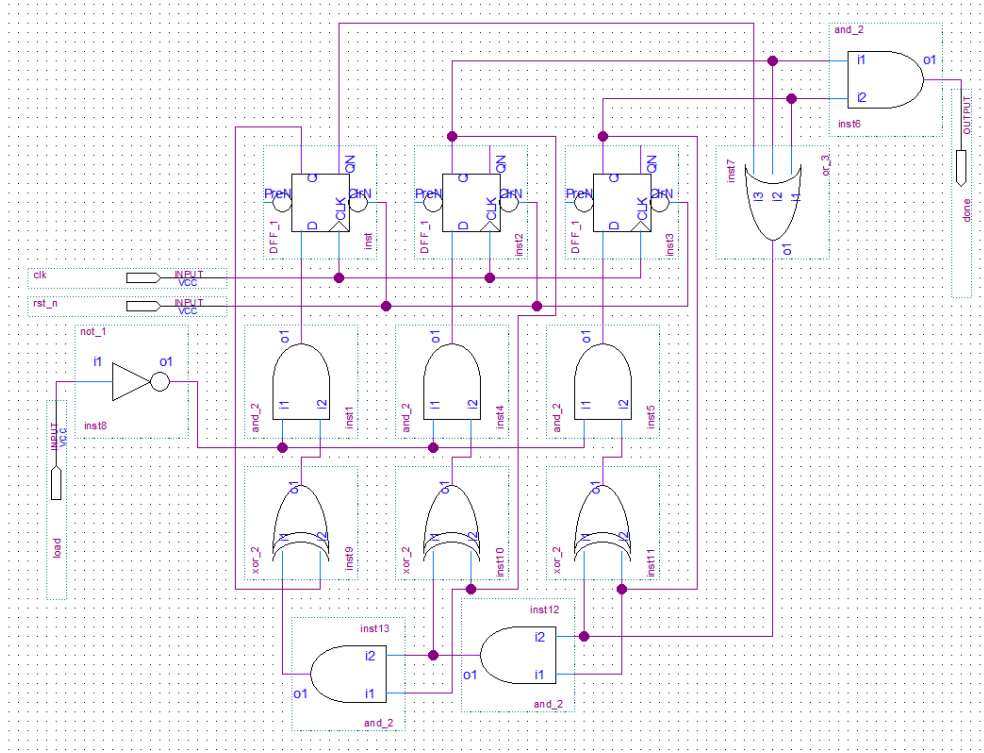 and_2
i1
o1
i2
inst6
OUTPUT
done
QN
QN
QN
inst7
or_3
i3
i2
i1
o1
PreN
Q
ClrN
CLK
D
DFF_1
inst
PreN
Q
ClrN
CLK
D
DFF_1
inst2
PreN
Q
ClrN
CLK
D
DFF_1
inst3
clk
INPUT
VCC
rst_n
INPUT
VCC
not_1
i1
o1
inst8
INPUT
VCC
load
o1
i1
i2
and_2
inst1
o1
i1
i2
and_2
inst4
o1
i1
i2
and_2
inst5
o1
i1
i2
xor_2
inst9
o1
i1
i2
xor_2
inst10
o1
i1
i2
xor_2
inst11
inst13
i2
o1
i1
and_2
inst12
i2
o1
i1
and_2